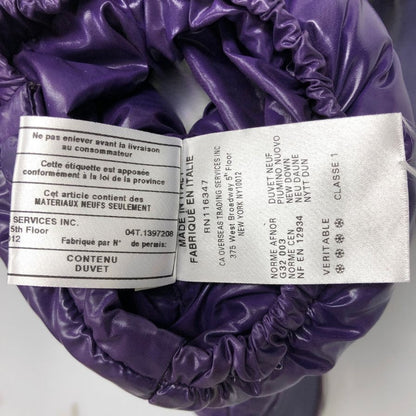 Ne pas enlever avant la livraison
au consommateur
Cette étiquette est apposée
conformément à la loi de la province
Cet article contient des
MATÉRIAUX NEUFS SEULEMENT
SERVICES INC.
5th Floor
12
04T.1397208
Fabriqué par N° de permis:
CONTENU
DUVET
MADE IN ITALY
FABRIQUÉ EN ITALIE
RN116347
CA OVERSEAS TRADING SERVICES INC
375 West Broadway 5th Floor
NEW YORK NY10012
DUVET NEUF
PIUMINO NUOVO
NEW DOWN
NEU DAUNE
NYTT DUN
NORME AFNOR
G32 003
NORME CEN
NF EN 12934
VERITABLE CLASSE 1